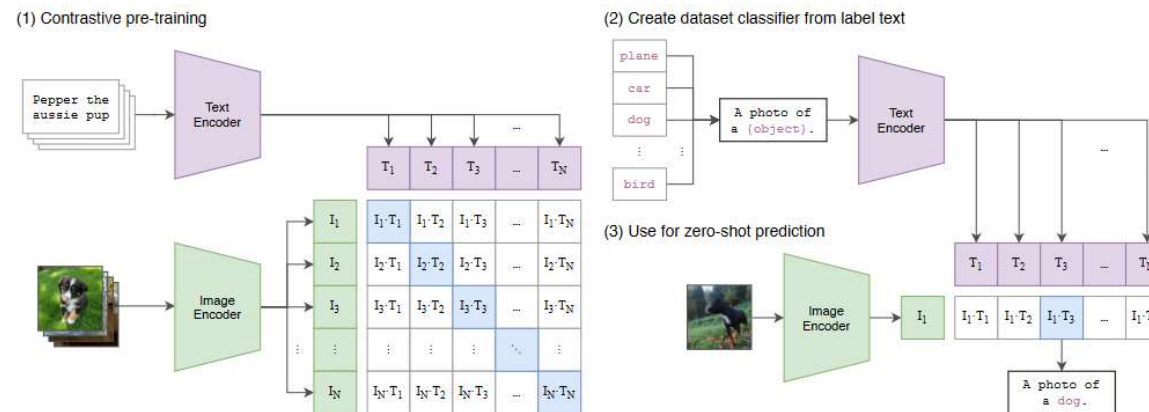 (1) Contrastive pre-training
Pepper the
aussie pup
Text
Encoder
...
T1 T2 T3 ... TN
I1 I1·T1 I1·T2 I1·T3 ... I1·TN
I2 I2·T1 I2·T2 I2·T3 ... I2·TN
Image
Encoder
I3 I3·T1 I3·T2 I3·T3 ... I3·TN
⋮ ⋮ ⋮ ⋮ ⋮ ⋱ ⋮
IN IN·T1 IN·T2 IN·T3 ... IN·TN
(2) Create dataset classifier from label text
plane
car
dog
⋮ ⋮
bird
A photo of
a {object}.
Text
Encoder
...
(3) Use for zero-shot prediction
T1 T2 T3 ...
Image
Encoder
I1 I1·T1 I1·T2 I1·T3 ...
A photo of
a dog.